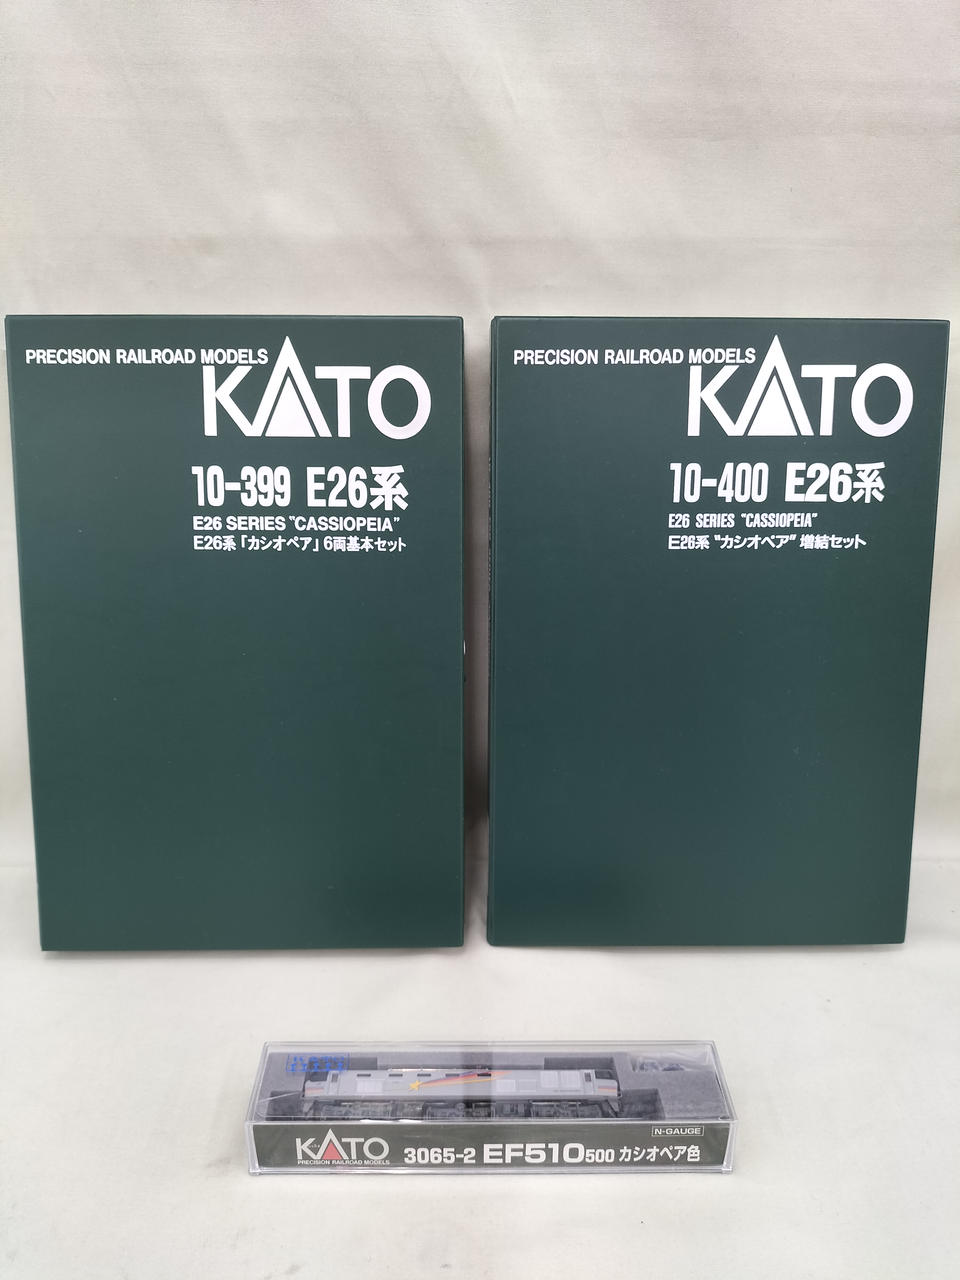 PRECISION RAILROAD MODELS
KATO
10-399 E26系
E26 SERIES "CASSIOPEIA"
E26系「カシオペア」6両基本セット
PRECISION RAILROAD MODELS
KATO
10-400 E26系
E26 SERIES "CASSIOPEIA"
E26系 "カシオペア" 増結セット
N-GAUGE
KATO
PRECISION RAILROAD MODELS
3065-2 EF510 500 カシオペア色